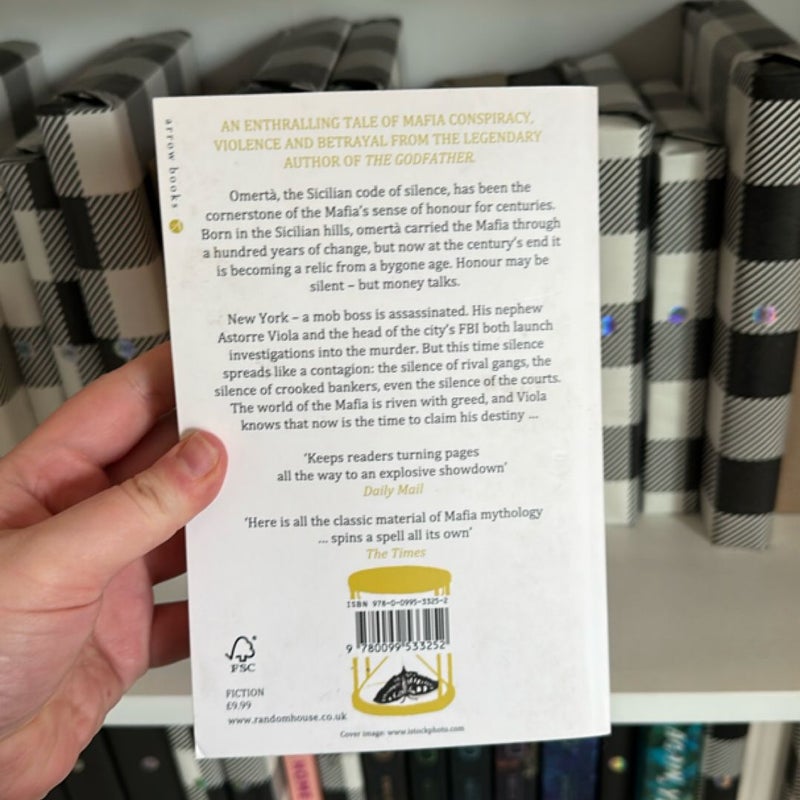 arrow books
AN ENTHRALLING TALE OF MAFIA CONSPIRACY,
VIOLENCE AND BETRAYAL FROM THE LEGENDARY
AUTHOR OF THE GODFATHER.
Omertà, the Sicilian code of silence, has been the
cornerstone of the Mafia's sense of honour for centuries.
Born in the Sicilian hills, omertà carried the Mafia through
a hundred years of change, but now at the century's end it
is becoming a relic from a bygone age. Honour may be
silent – but money talks.
New York – a mob boss is assassinated. His nephew
Astorre Viola and the head of the city's FBI both launch
investigations into the murder. But this time silence
spreads like a contagion: the silence of rival gangs, the
silence of crooked bankers, even the silence of the courts.
The world of the Mafia is riven with greed, and Viola
knows that now is the time to claim his destiny ...
'Keeps readers turning pages
all the way to an explosive showdown'
Daily Mail
'Here is all the classic material of Mafia mythology
... spins a spell all its own'
The Times
ISBN 978-0-0995-3325-2
9 780099 533252
FSC
FICTION
£9.99
www.randomhouse.co.uk
Cover image: www.istockphoto.com